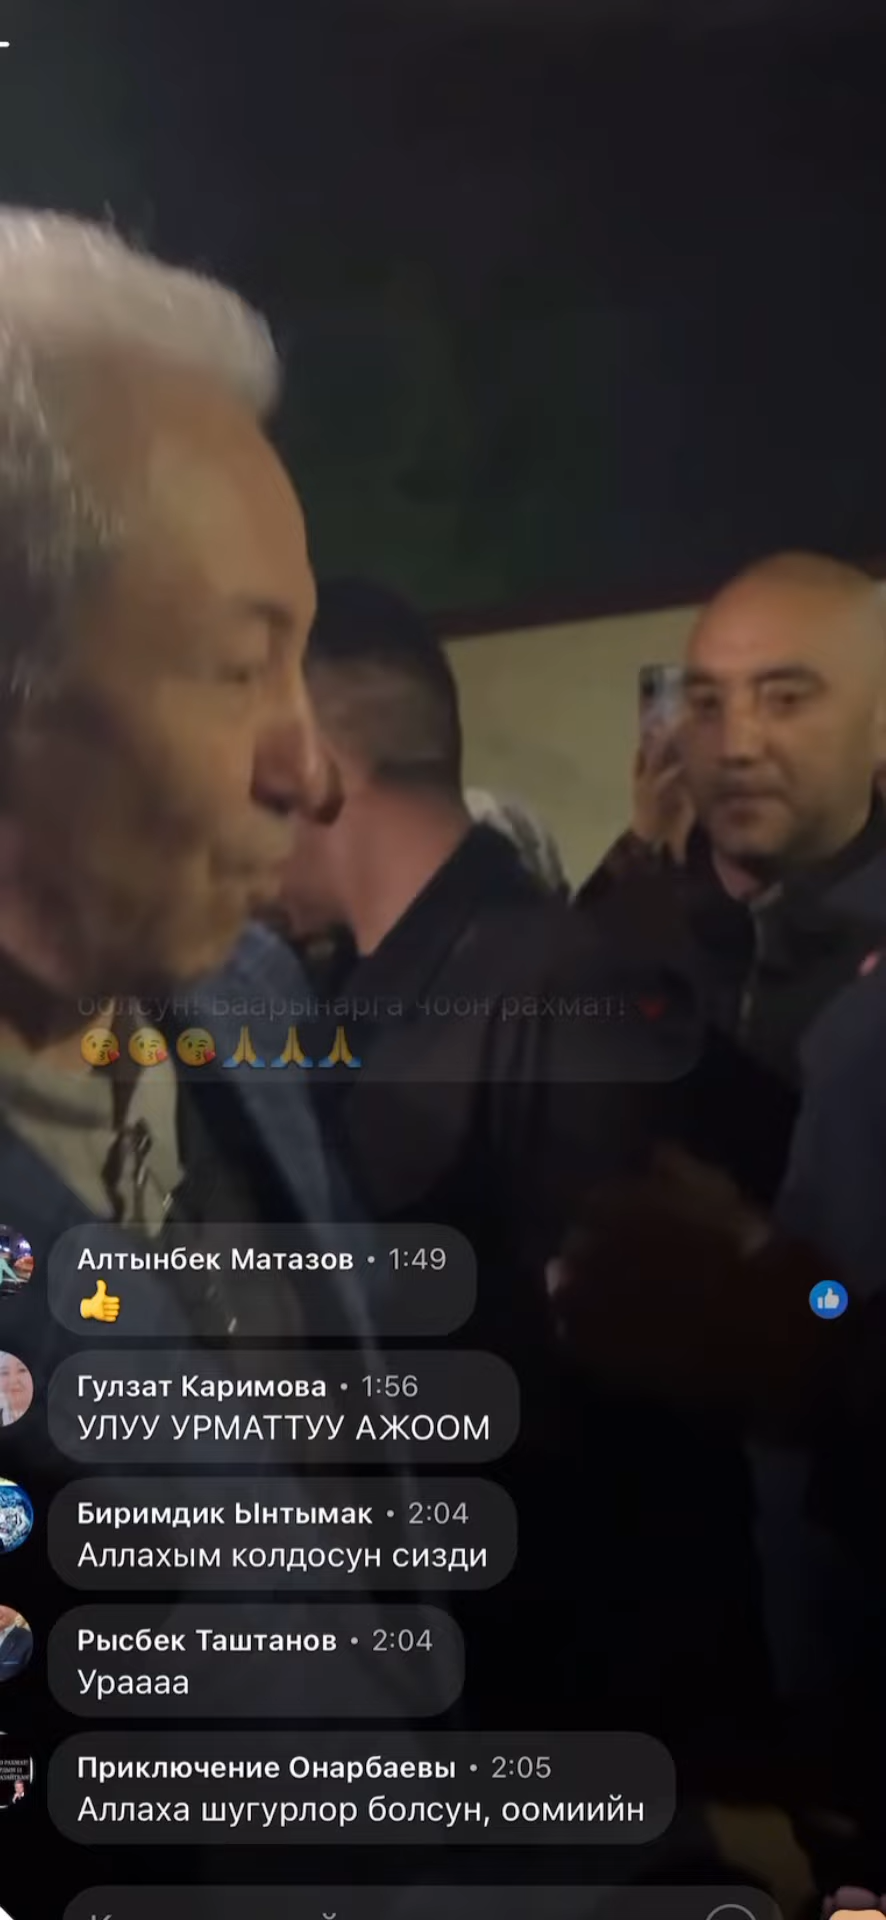 болсун! Баарынарга чоон рахмат! ❤️
😘😘😘🙏🙏🙏
Алтынбек Матазов • 1:49
👍
Гулзат Каримова • 1:56
УЛУУ УРМАТТУУ АЖООМ
Биримдик Ынтымак • 2:04
Аллахым колдосун сизди
Рысбек Таштанов • 2:04
Ураааа
Приключение Онарбаевы • 2:05
Аллаха шугурлор болсун, оомиийн